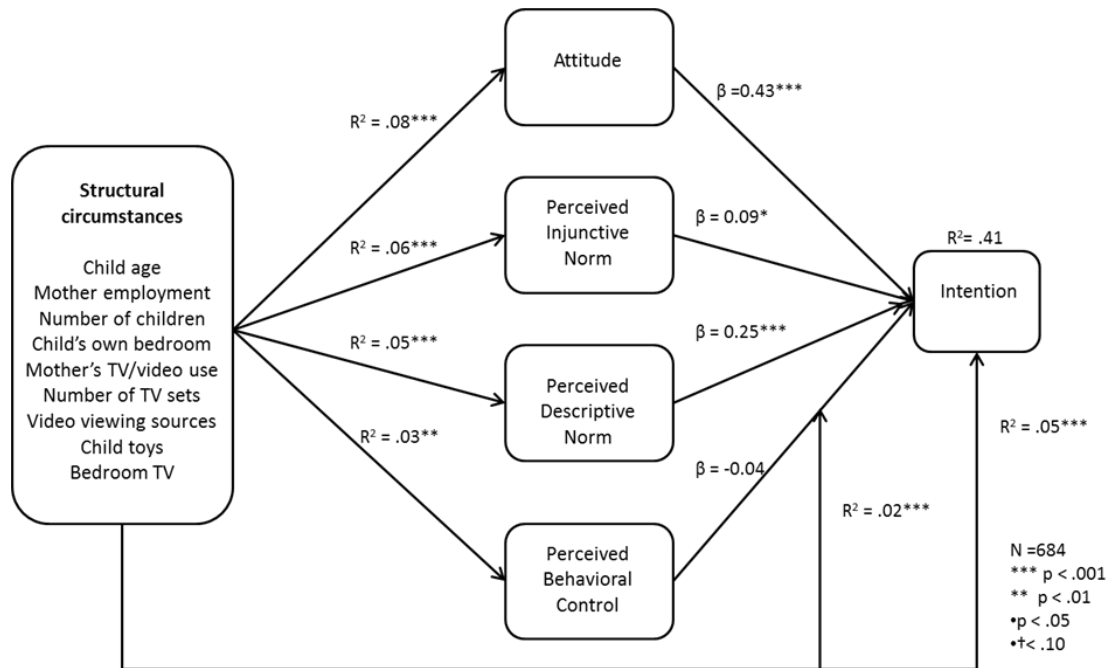 Structural
circumstances
Child age
Mother employment
Number of children
Child's own bedroom
Mother's TV/video use
Number of TV sets
Video viewing sources
Child toys
Bedroom TV
R² = .08***
R² = .06***
R² = .05***
R² = .03**
Attitude
Perceived
Injunctive
Norm
Perceived
Descriptive
Norm
Perceived
Behavioral
Control
β =0.43***
β = 0.09*
β = 0.25***
β = -0.04
R² = .02***
R²= .41
Intention
R² = .05***
N =684
*** p < .001
** p < .01
•p < .05
•†< .10